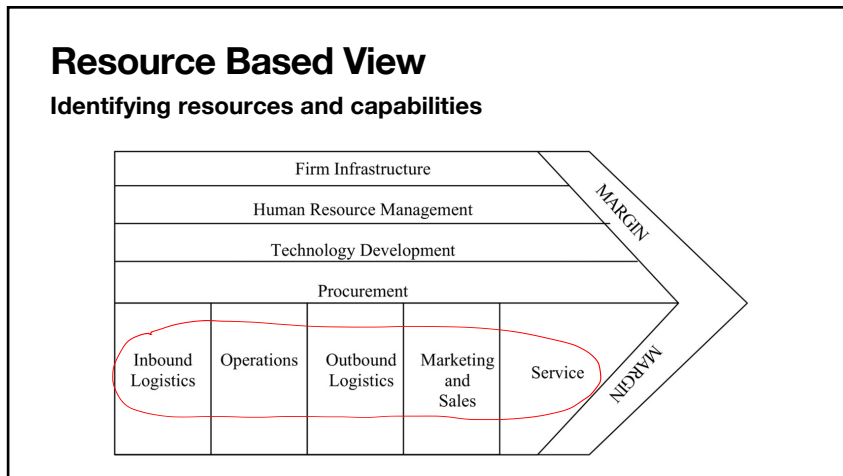 Resource Based View
Identifying resources and capabilities
Firm Infrastructure
Human Resource Management
Technology Development
Procurement
MARGIN
Inbound
Logistics
Operations
Outbound
Logistics
Marketing
and
Sales
Service
MARGIN